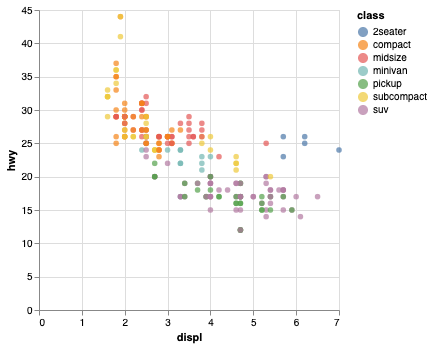 class
2seater
compact
midsize
minivan
pickup
subcompact
suv
45
40
35
30
25
20
15
10
5
0
hwy
0 1 2 3 4 5 6 7
displ